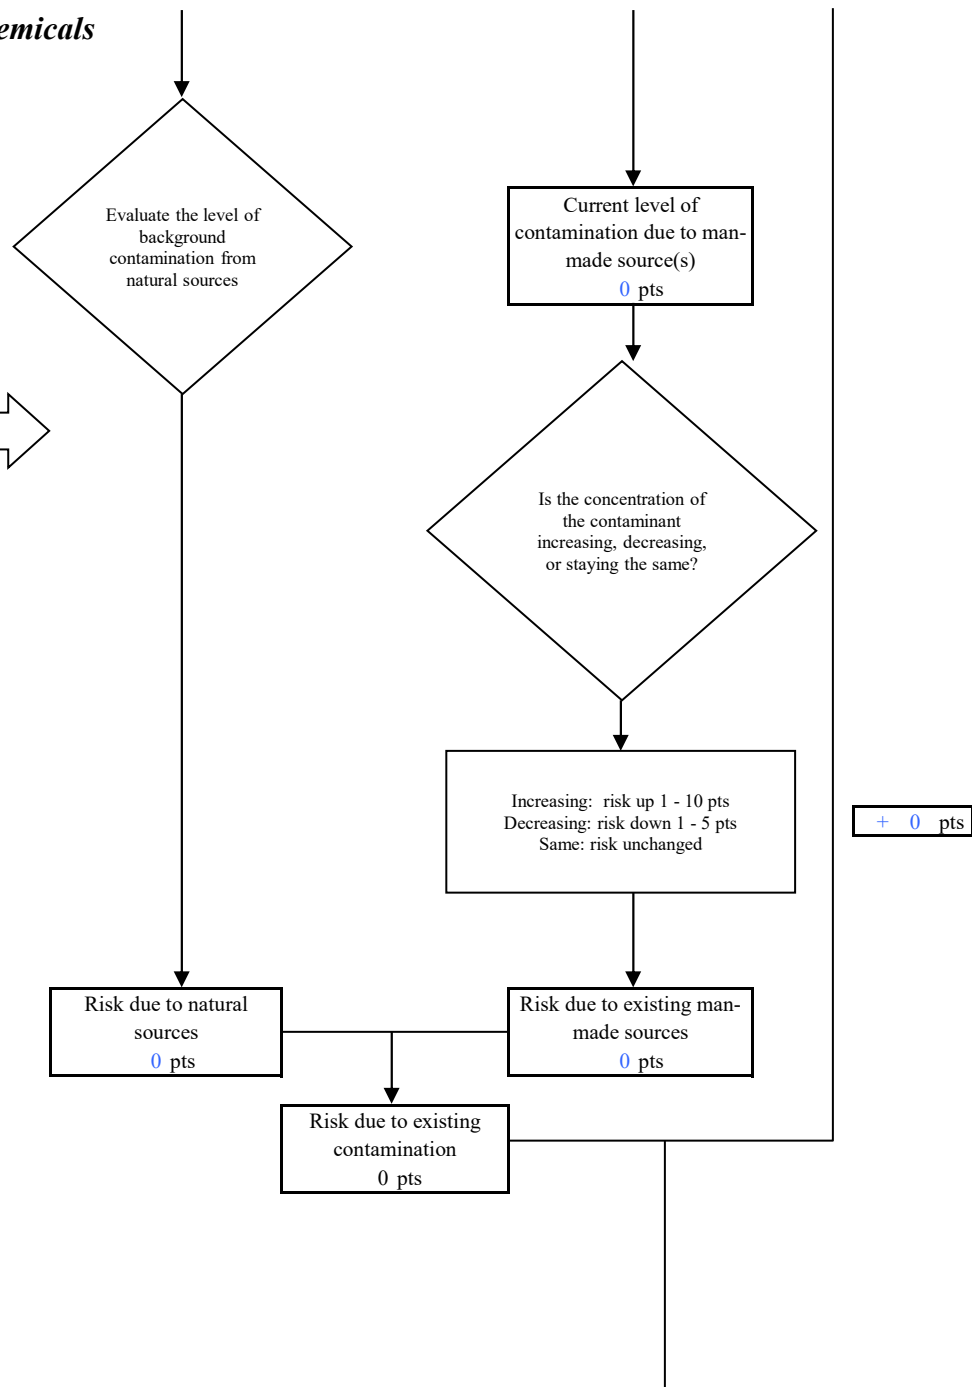 emicals
Evaluate the level of
background
contamination from
natural sources
Current level of
contamination due to man-
made source(s)
0 pts
Is the concentration of
the contaminant
increasing, decreasing,
or staying the same?
Increasing: risk up 1 - 10 pts
Decreasing: risk down 1 - 5 pts
Same: risk unchanged
+ 0 pts
Risk due to natural
sources
0 pts
Risk due to existing man-
made sources
0 pts
Risk due to existing
contamination
0 pts